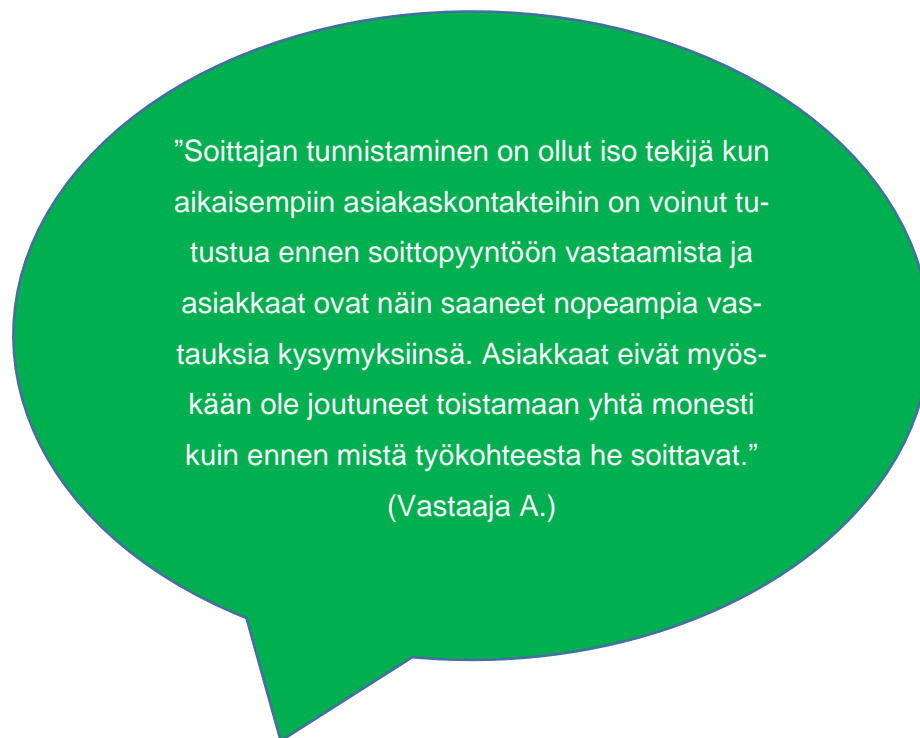 ”Soittajan tunnistaminen on ollut iso tekijä kun
aikaisempiin asiakaskontakteihin on voinut tu-
tustua ennen soittopyyntöön vastaamista ja
asiakkaat ovat näin saaneet nopeampia vas-
tauksia kysymyksiinsä. Asiakkaat eivät myös-
kään ole joutuneet toistamaan yhtä monesti
kuin ennen mistä työkohteesta he soittavat.”
(Vastaaja A.)